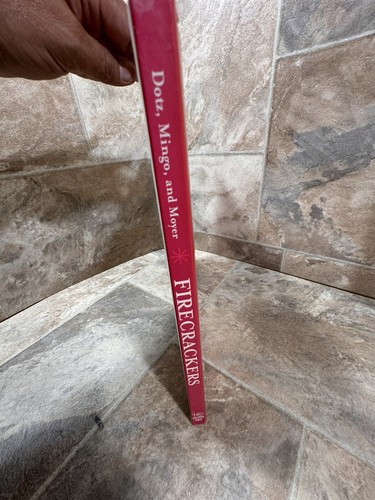 Dotz, Mingo, and Moyer
FIRECRACKERS